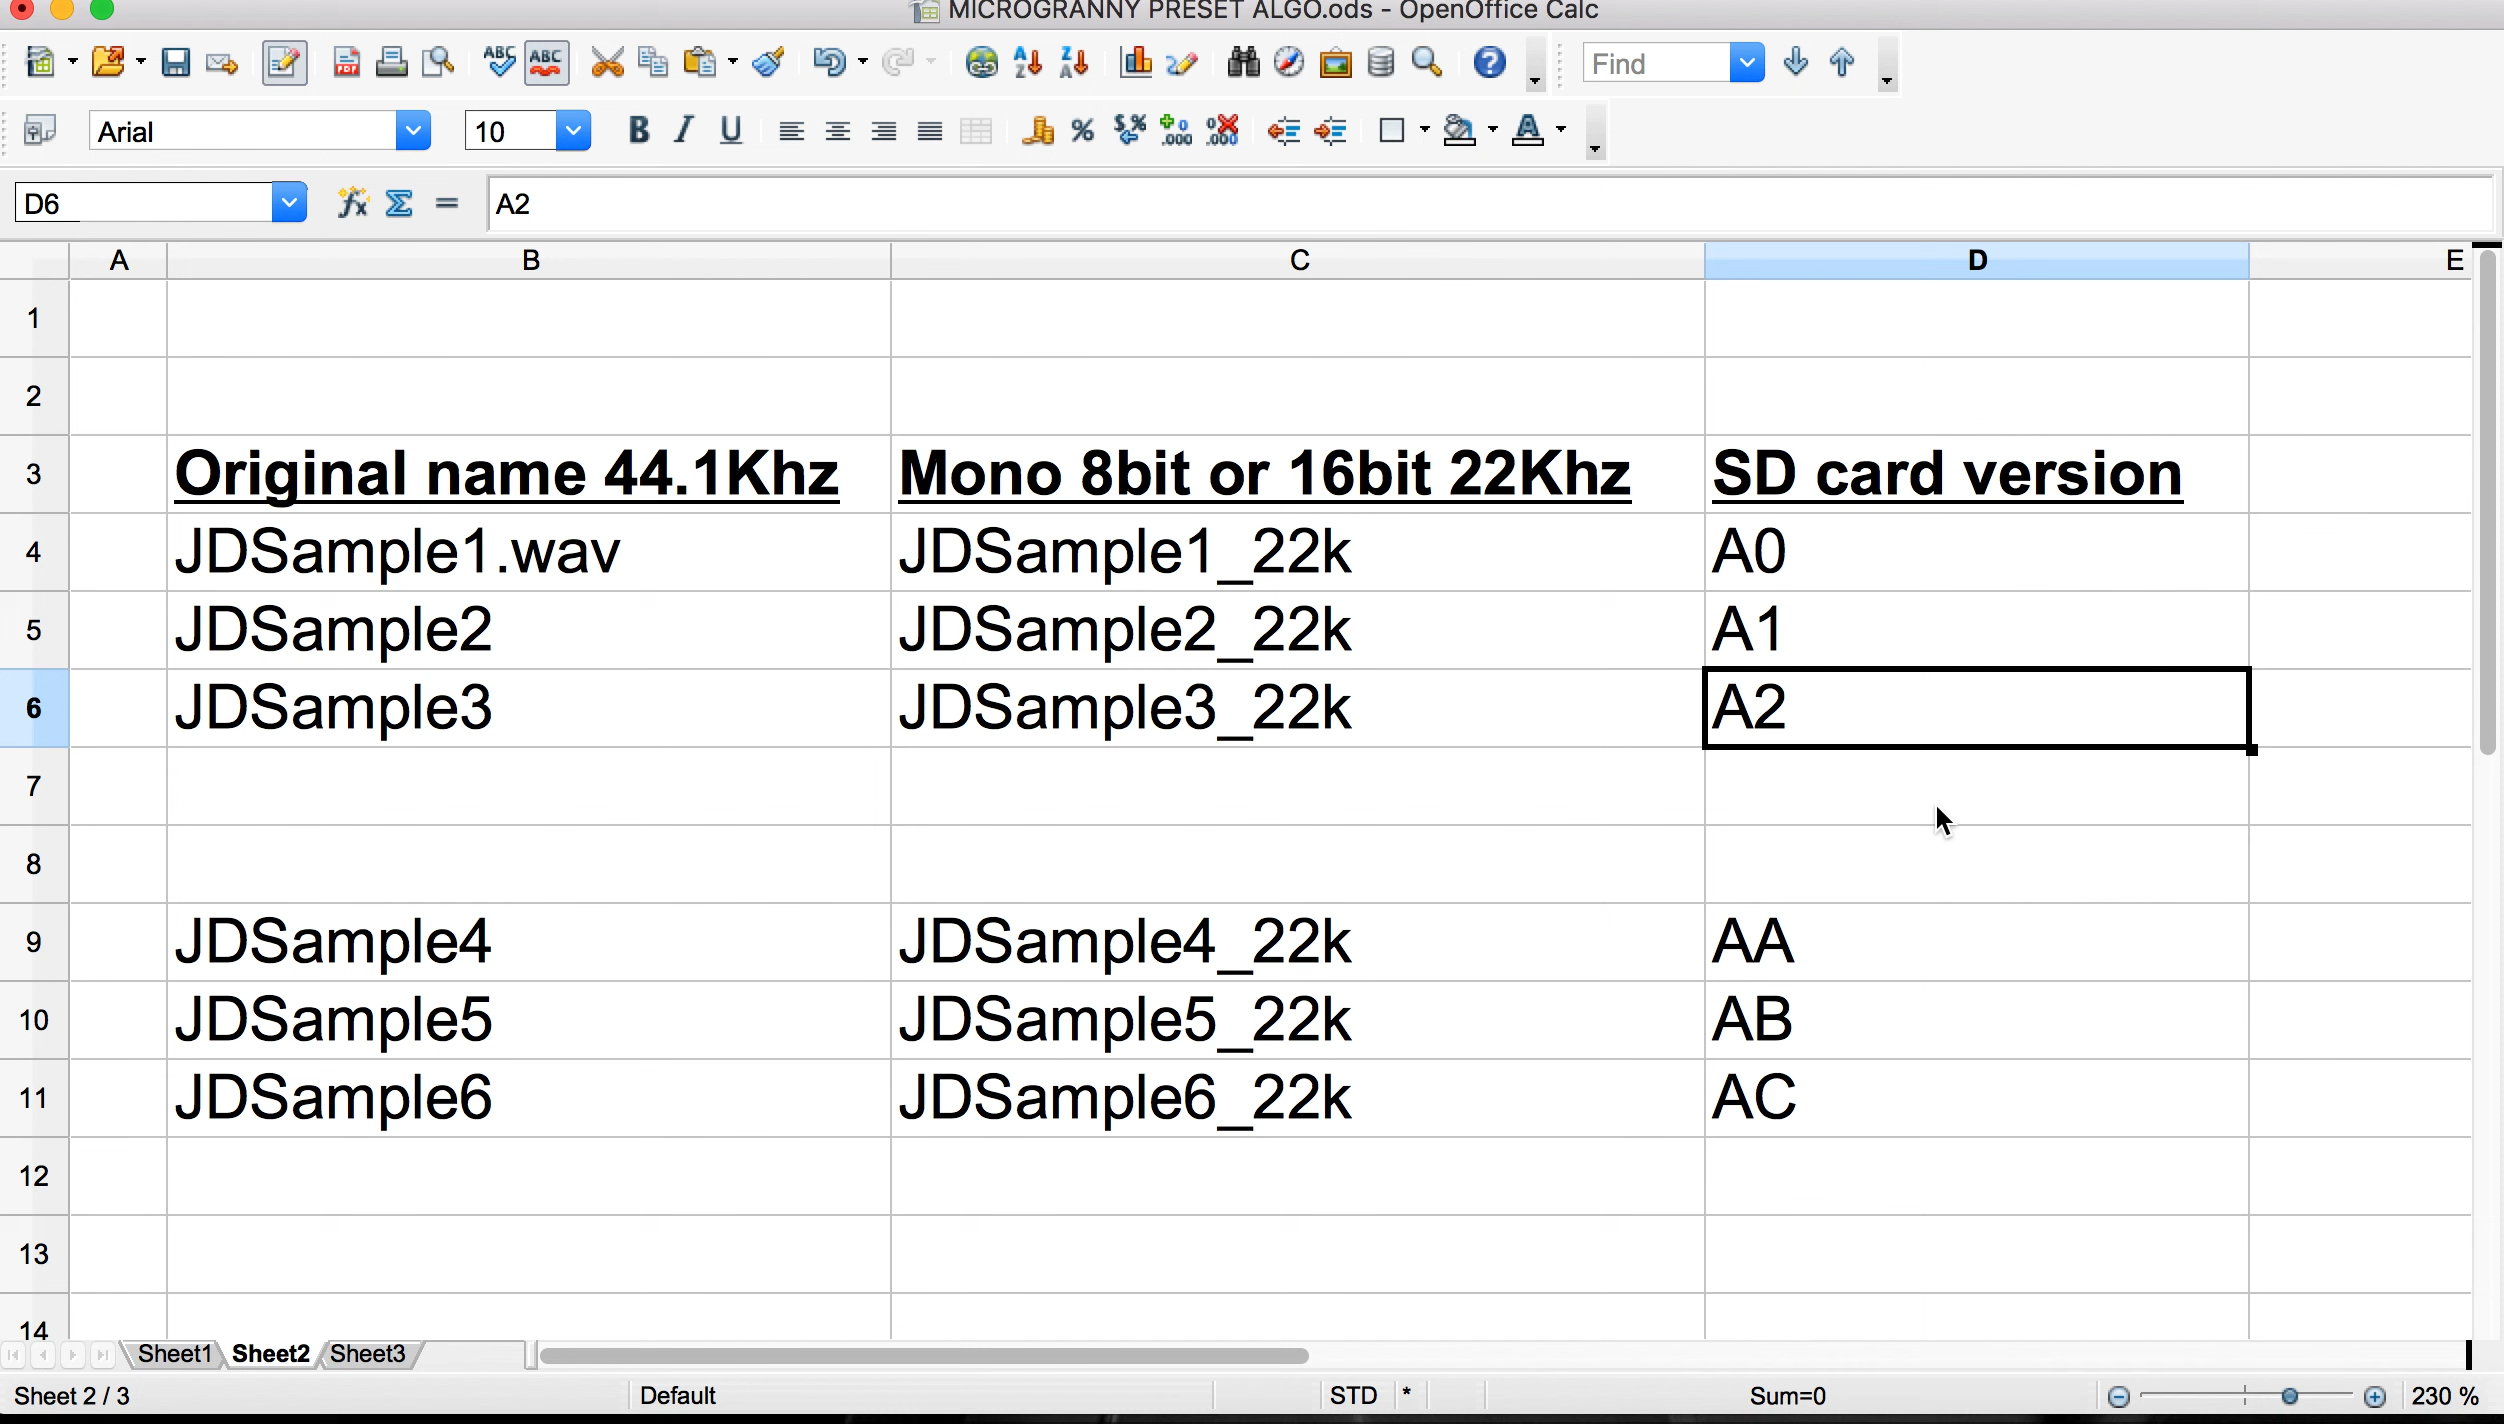 MICROGRANNY PRESET ALGO.ods - OpenOffice Calc
Find
Arial 10
D6 A2
A B C D E
1
2
3 Original name 44.1Khz Mono 8bit or 16bit 22Khz SD card version
4 JDSample1.wav JDSample1_22k A0
5 JDSample2 JDSample2_22k A1
6 JDSample3 JDSample3_22k A2
7
8
9 JDSample4 JDSample4_22k AA
10 JDSample5 JDSample5_22k AB
11 JDSample6 JDSample6_22k AC
12
13
14
Sheet1 Sheet2 Sheet3
Sheet 2 / 3 Default STD * Sum=0 230 %